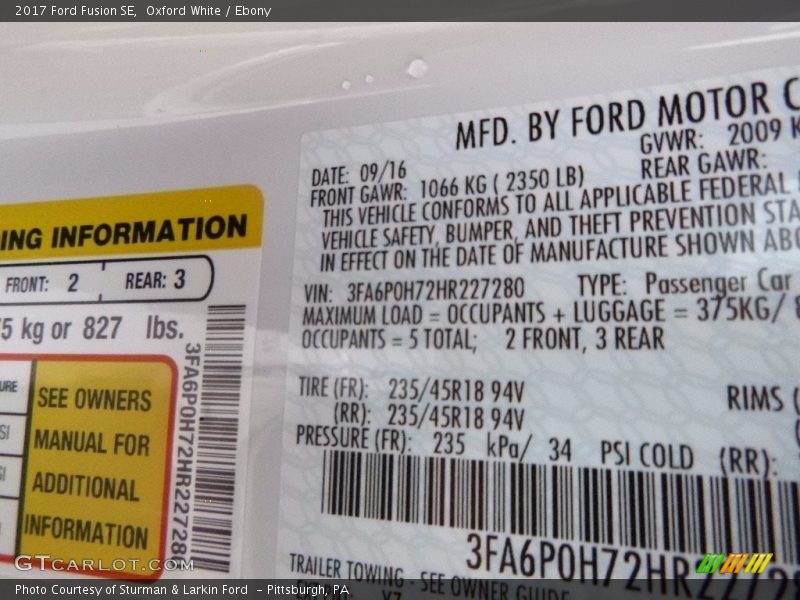 2017 Ford Fusion SE, Oxford White / Ebony
ING INFORMATION
FRONT: 2 REAR: 3
5 kg or 827 lbs.
SEE OWNERS
MANUAL FOR
ADDITIONAL
INFORMATION
3FA6P0H72HR227280
MFD. BY FORD MOTOR C
DATE: 09/16 GVWR: 2009 K
FRONT GAWR: 1066 KG ( 2350 LB) REAR GAWR:
THIS VEHICLE CONFORMS TO ALL APPLICABLE FEDERAL
VEHICLE SAFETY, BUMPER, AND THEFT PREVENTION STA
IN EFFECT ON THE DATE OF MANUFACTURE SHOWN ABO
VIN: 3FA6P0H72HR227280 TYPE: Passenger Car
MAXIMUM LOAD = OCCUPANTS + LUGGAGE = 375KG/ 8
OCCUPANTS = 5 TOTAL; 2 FRONT, 3 REAR
TIRE (FR): 235/45R18 94V RIMS (
(RR): 235/45R18 94V
PRESSURE (FR): 235 kPa/ 34 PSI COLD (RR):
3FA6P0H72HR22728
TRAILER TOWING - SEE OWNER GUIDE
GTcarlot.com
Photo Courtesy of Sturman & Larkin Ford - Pittsburgh, PA